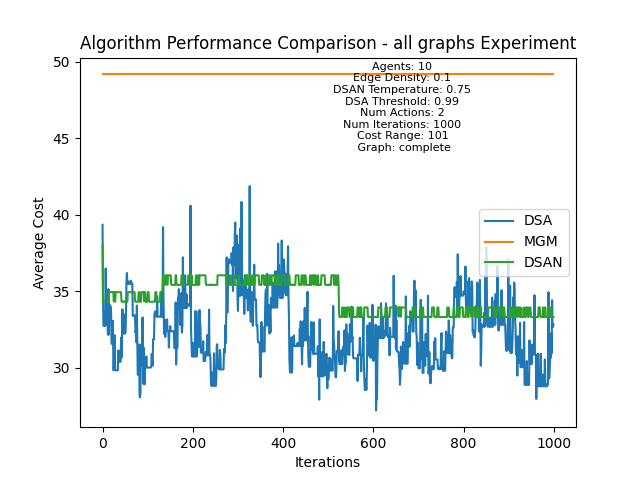 Algorithm Performance Comparison - all graphs Experiment
Agents: 10
Edge Density: 0.1
DSAN Temperature: 0.75
DSA Threshold: 0.99
Num Actions: 2
Num Iterations: 1000
Cost Range: 101
Graph: complete
DSA
MGM
DSAN
Average Cost
50
45
40
35
30
0 200 400 600 800 1000
Iterations